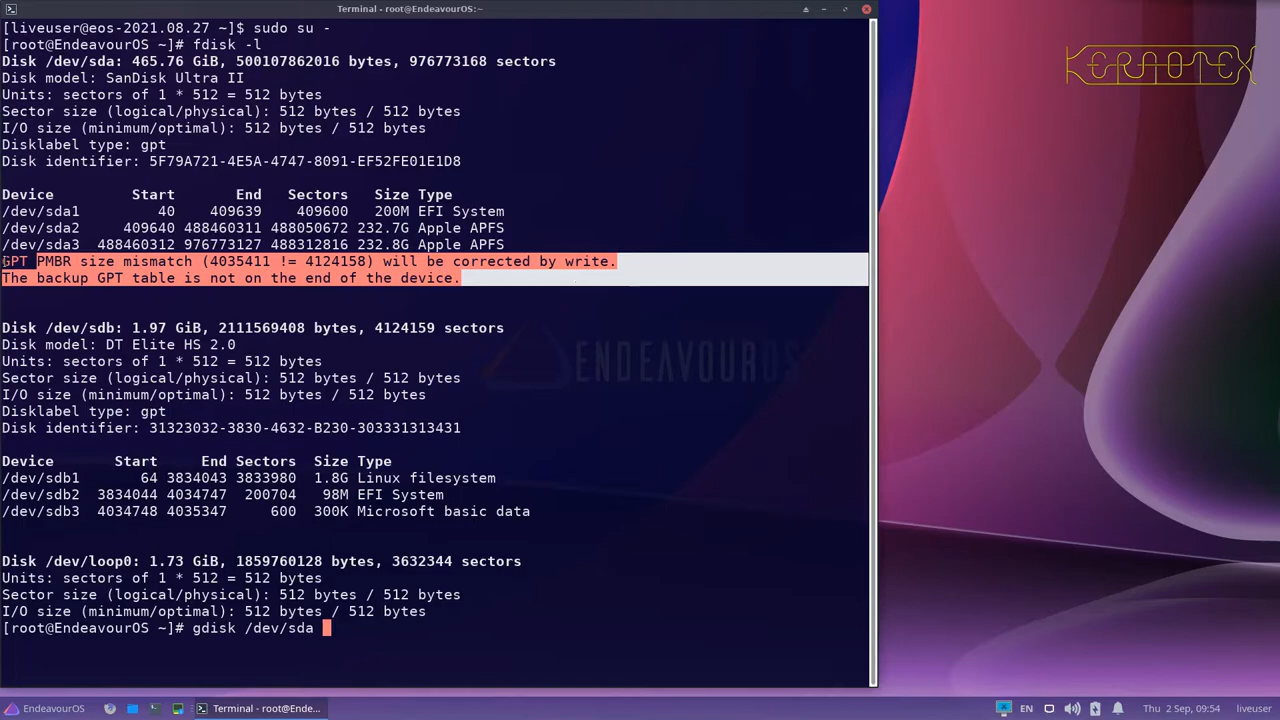 Terminal - root@EndeavourOS:~
KERNOTEX
[liveuser@eos-2021.08.27 ~]$ sudo su -
[root@EndeavourOS ~]# fdisk -l
Disk /dev/sda: 465.76 GiB, 500107862016 bytes, 976773168 sectors
Disk model: SanDisk Ultra II
Units: sectors of 1 * 512 = 512 bytes
Sector size (logical/physical): 512 bytes / 512 bytes
I/O size (minimum/optimal): 512 bytes / 512 bytes
Disklabel type: gpt
Disk identifier: 5F79A721-4E5A-4747-8091-EF52FE01E1D8
Device Start End Sectors Size Type
/dev/sda1 40 409639 409600 200M EFI System
/dev/sda2 409640 488460311 488050672 232.7G Apple APFS
/dev/sda3 488460312 976773127 488312816 232.8G Apple APFS
GPT PMBR size mismatch (4035411 != 4124158) will be corrected by write.
The backup GPT table is not on the end of the device.
Disk /dev/sdb: 1.97 GiB, 2111569408 bytes, 4124159 sectors
Disk model: DT Elite HS 2.0
Units: sectors of 1 * 512 = 512 bytes
Sector size (logical/physical): 512 bytes / 512 bytes
I/O size (minimum/optimal): 512 bytes / 512 bytes
Disklabel type: gpt
Disk identifier: 31323032-3830-4632-B230-303331313431
Device Start End Sectors Size Type
/dev/sdb1 64 3834043 3833980 1.8G Linux filesystem
/dev/sdb2 3834044 4034747 200704 98M EFI System
/dev/sdb3 4034748 4035347 600 300K Microsoft basic data
Disk /dev/loop0: 1.73 GiB, 1859760128 bytes, 3632344 sectors
Units: sectors of 1 * 512 = 512 bytes
Sector size (logical/physical): 512 bytes / 512 bytes
I/O size (minimum/optimal): 512 bytes / 512 bytes
[root@EndeavourOS ~]# gdisk /dev/sda
ENDEAVOUROS
EndeavourOS Terminal - root@Ende... EN Thu 2 Sep, 09:54 liveuser